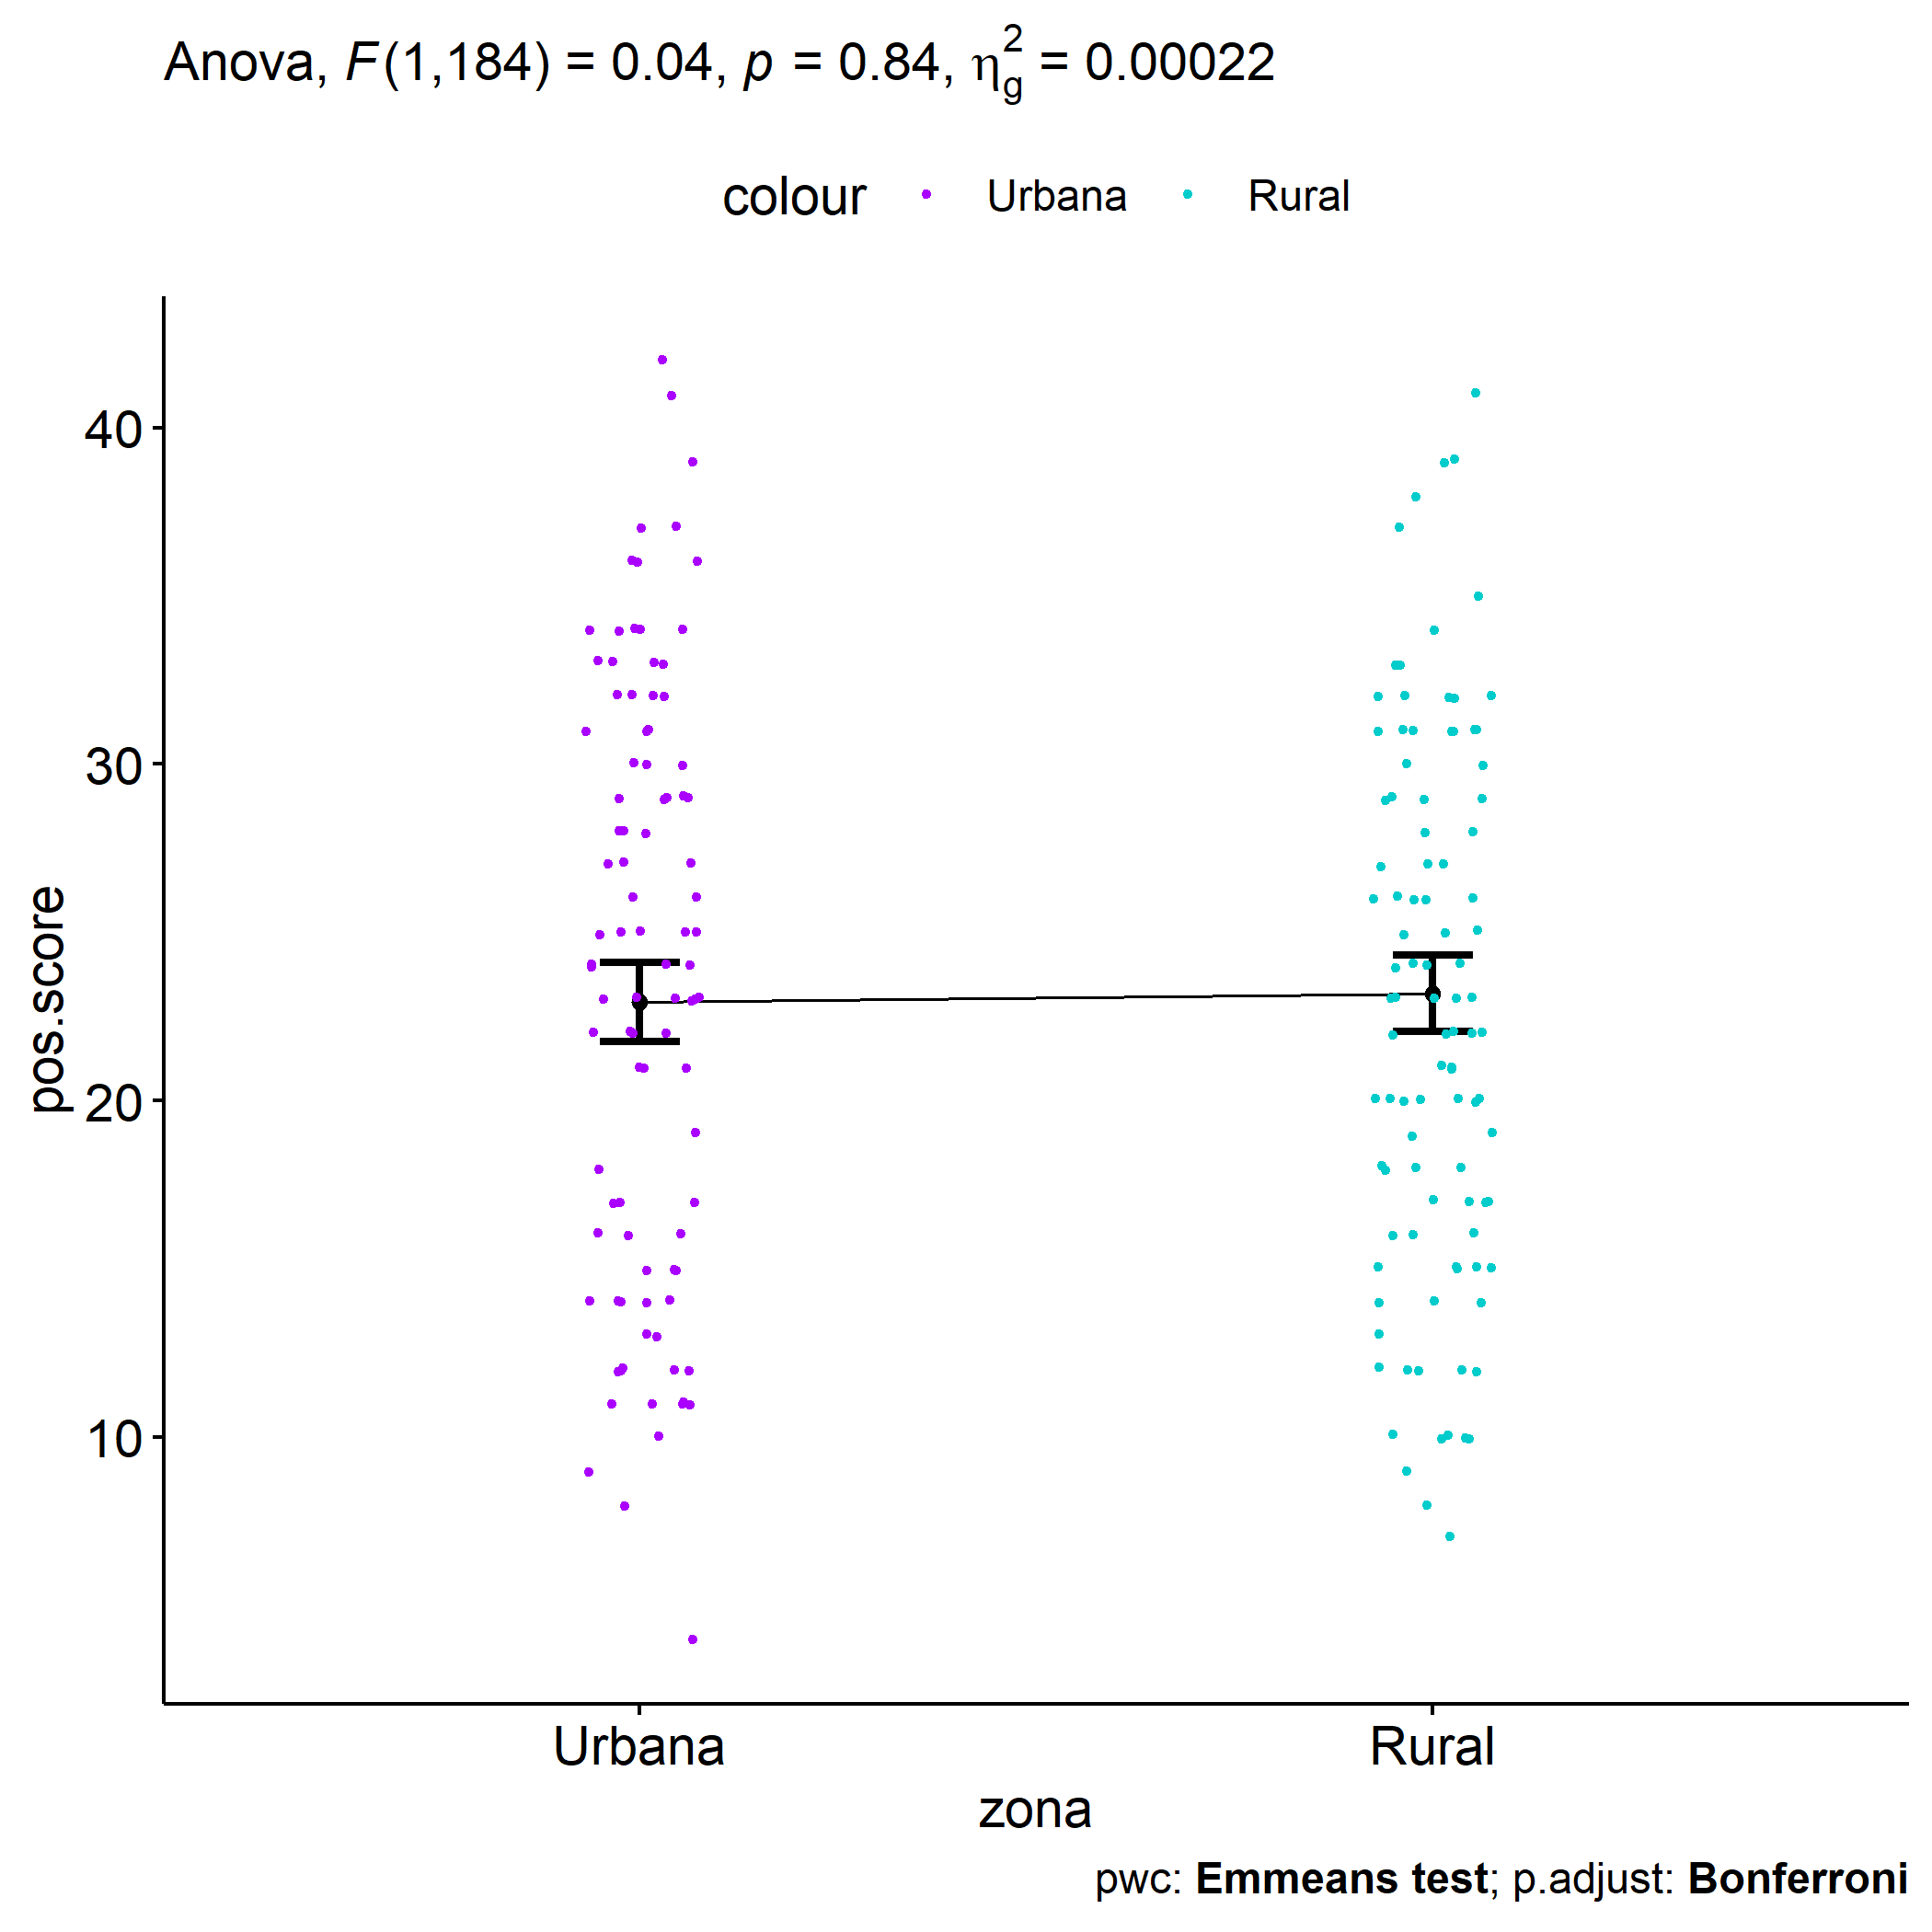 Anova, F(1,184) = 0.04, p = 0.84, η²g = 0.00022
colour Urbana Rural
40
30
20
10
pos.score
Urbana Rural
zona
pwc: Emmeans test; p.adjust: Bonferroni